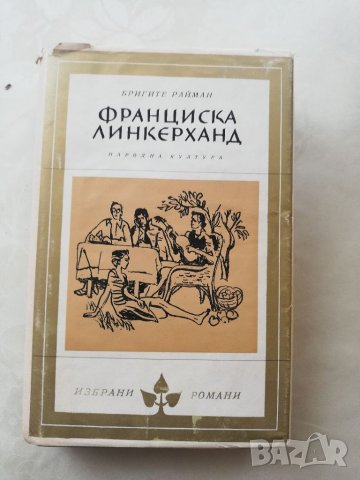 БРИГИТЕ РАЙМАН
ФРАНЦИСКА
ЛИНКЕРХАНД
НАРОДНА КУЛТУРА
ИЗБРАНИ РОМАНИ
BAZAR
bg